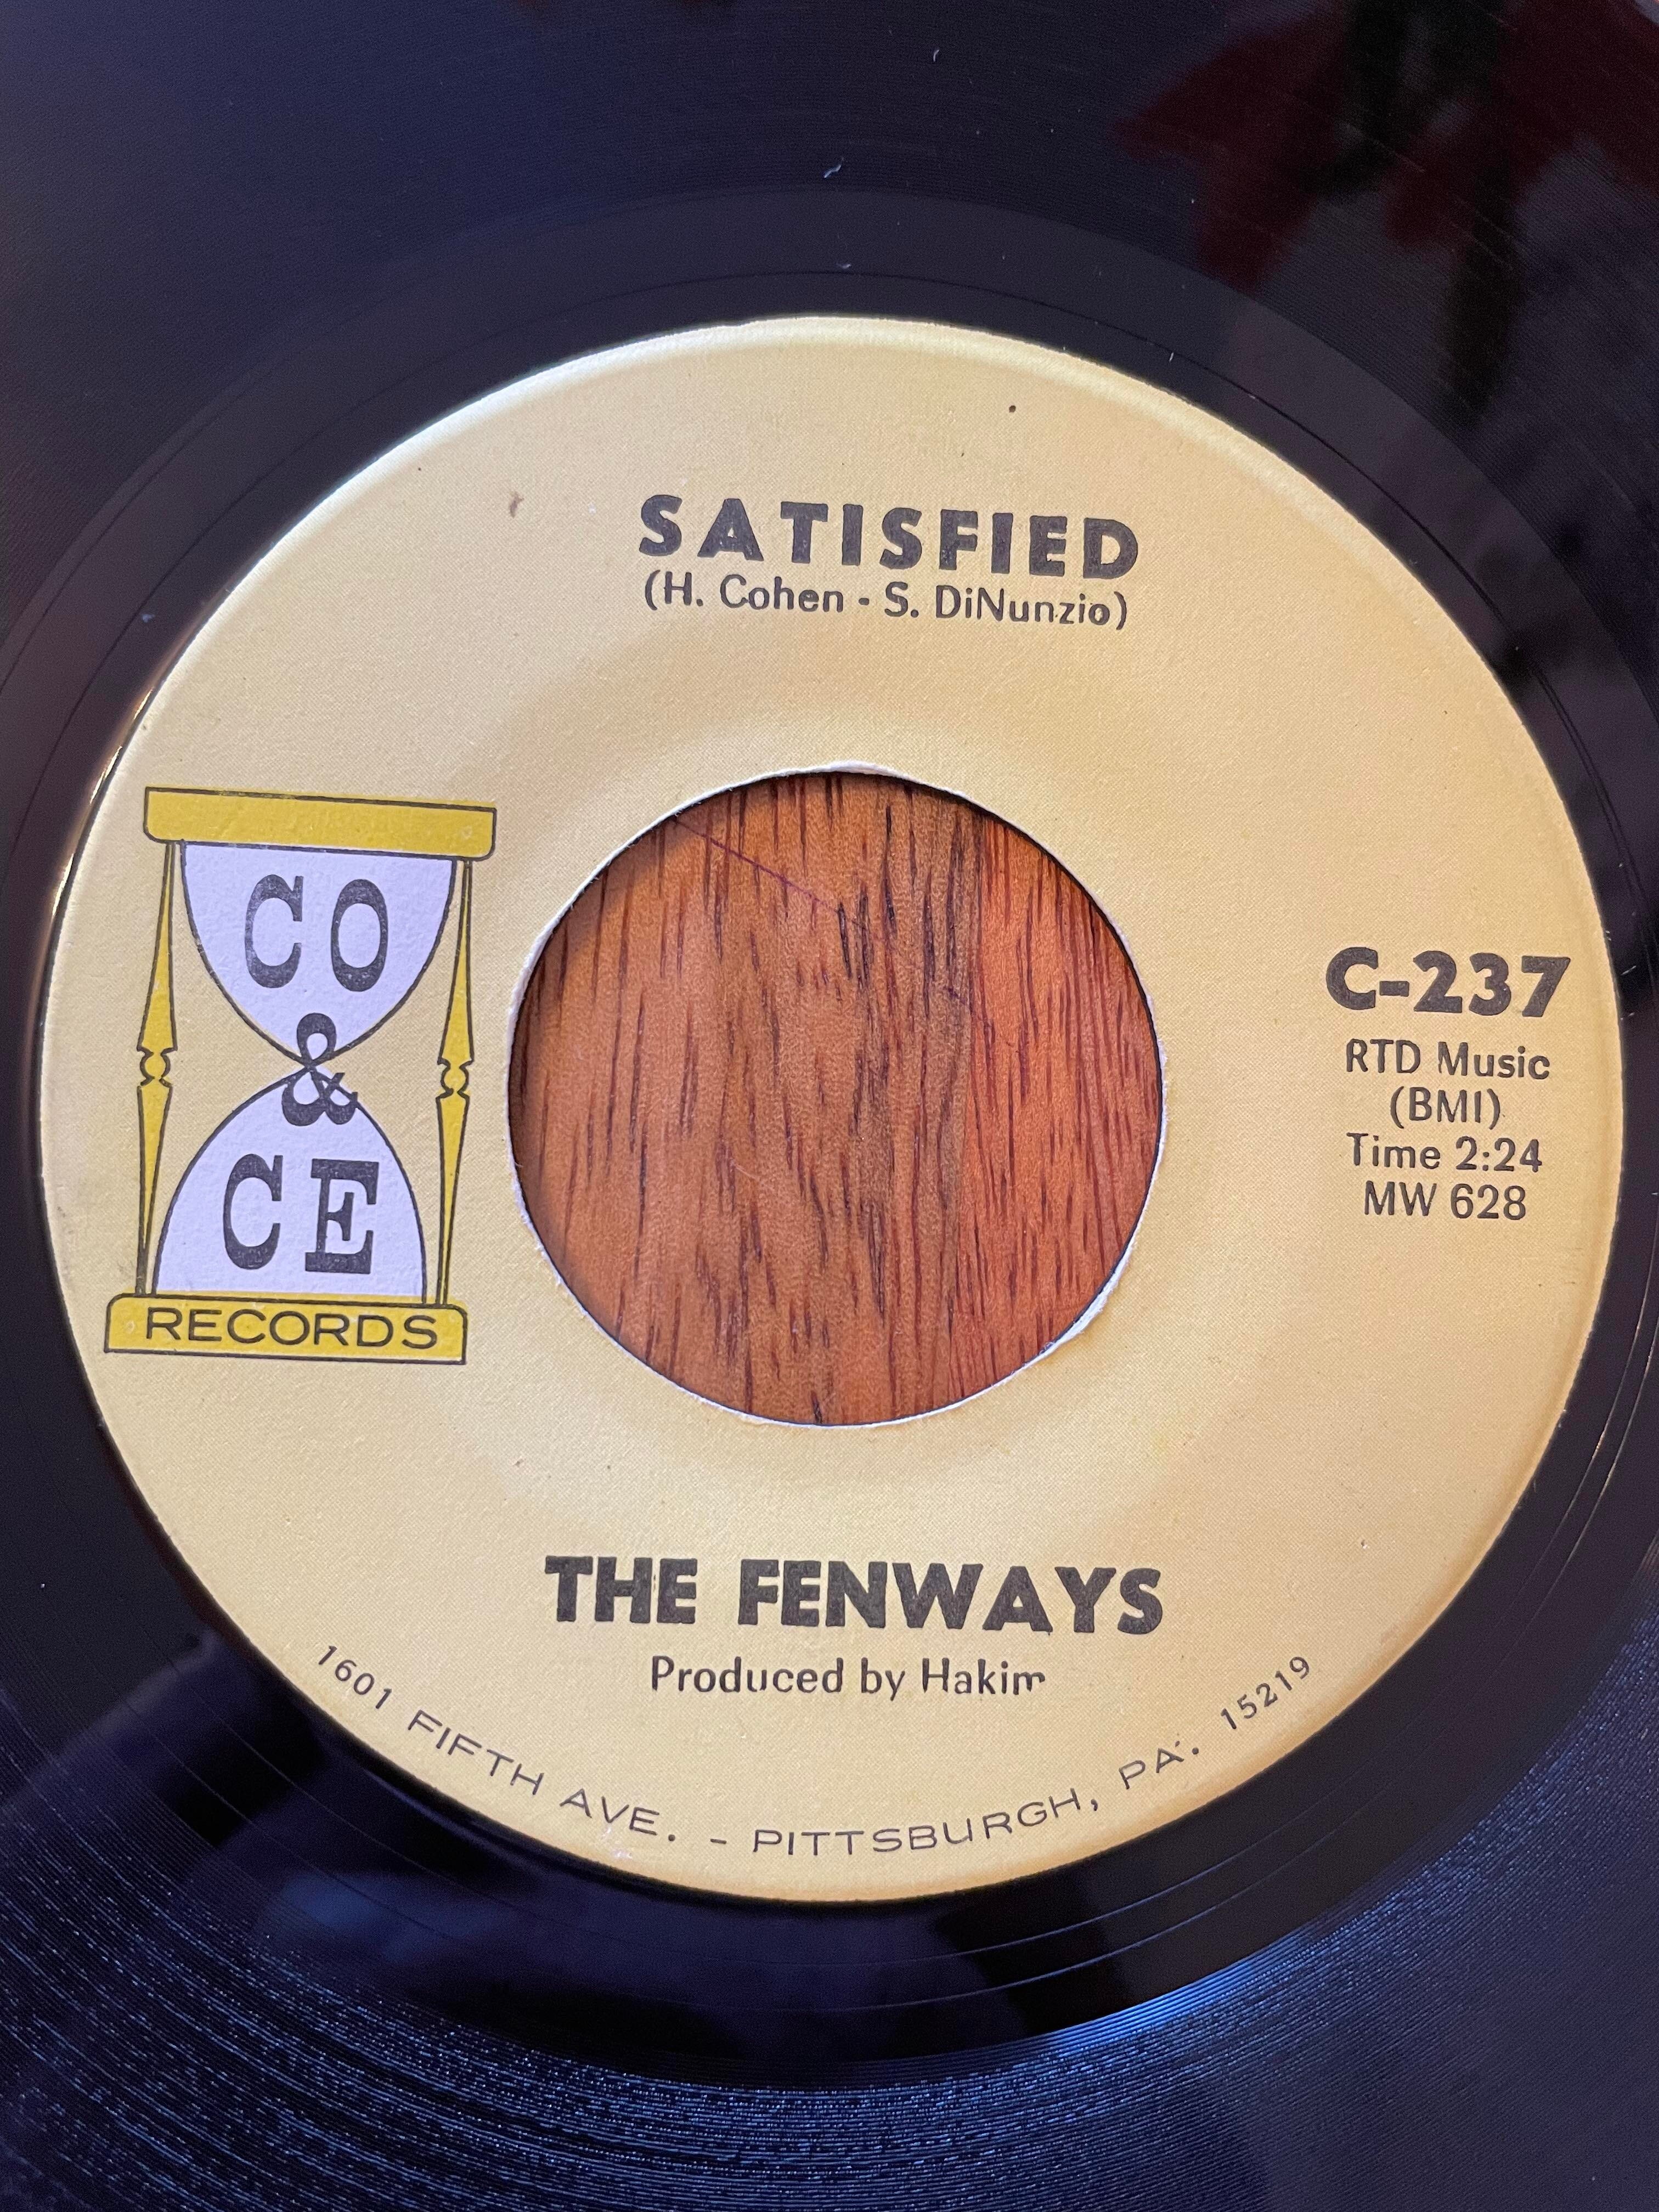 SATISFIED
(H. Cohen - S. DiNunzio)
CO
&
CE
RECORDS
C-237
RTD Music
(BMI)
Time 2:24
MW 628
THE FENWAYS
Produced by Hakim
1601 FIFTH AVE. - PITTSBURGH, PA. 15219